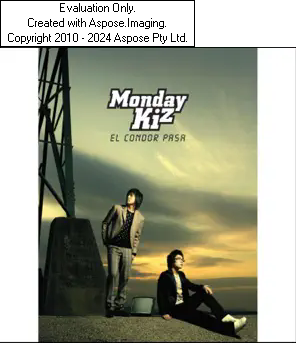 Evaluation Only.
Created with Aspose.Imaging.
Copyright 2010 - 2024 Aspose Pty Ltd.
Monday
Kiz
EL CONDOR PASA